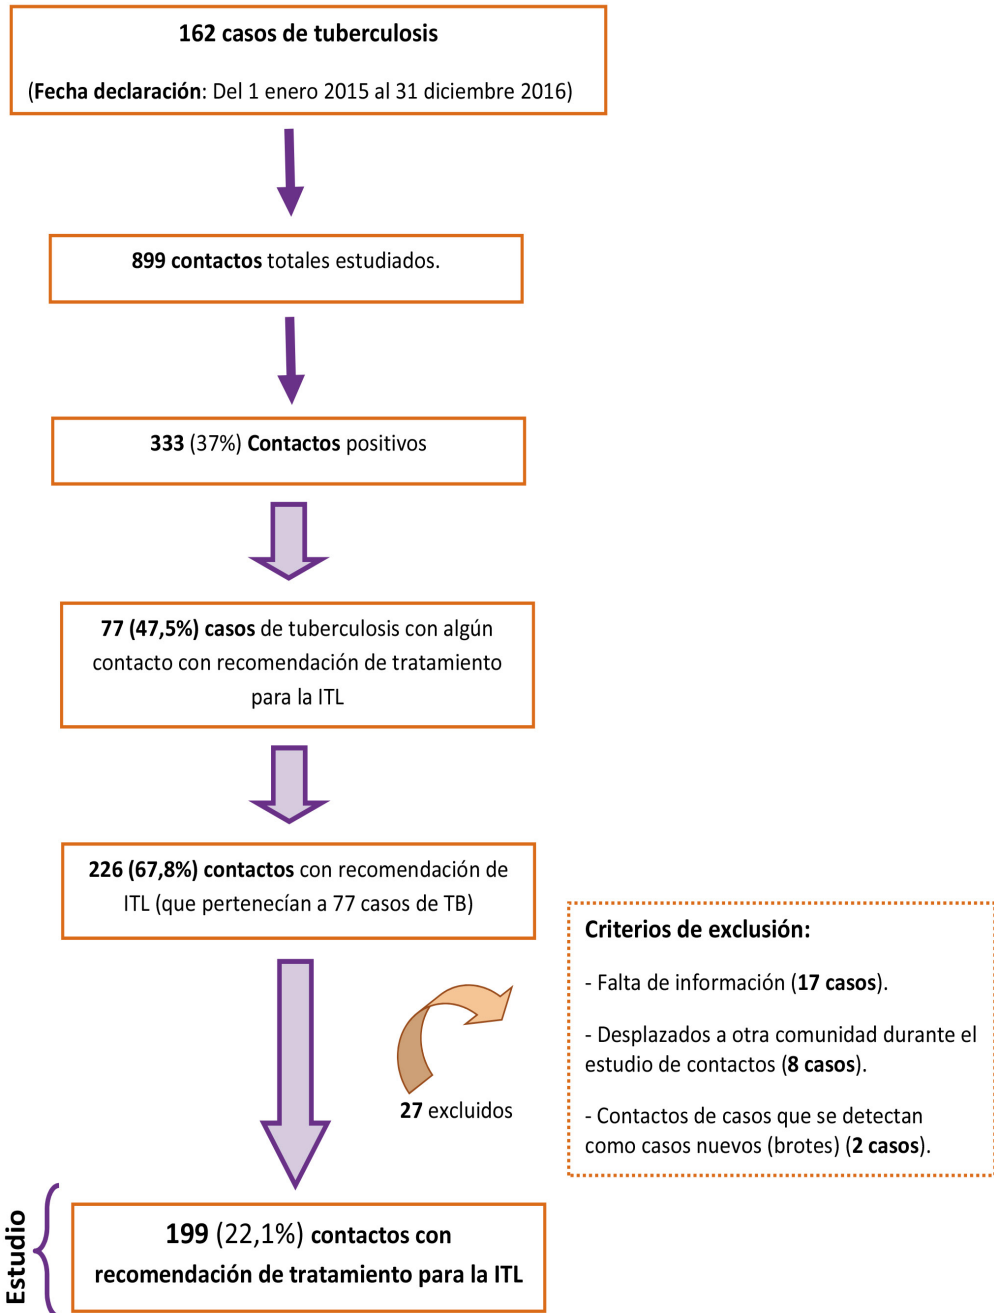 162 casos de tuberculosis
(Fecha declaración: Del 1 enero 2015 al 31 diciembre 2016)
899 contactos totales estudiados.
333 (37%) Contactos positivos
77 (47,5%) casos de tuberculosis con algún
contacto con recomendación de tratamiento
para la ITL
226 (67,8%) contactos con recomendación de
ITL (que pertenecían a 77 casos de TB)
27 excluidos
Criterios de exclusión:
- Falta de información (17 casos).
- Desplazados a otra comunidad durante el
estudio de contactos (8 casos).
- Contactos de casos que se detectan
como casos nuevos (brotes) (2 casos).
Estudio
199 (22,1%) contactos con
recomendación de tratamiento para la ITL